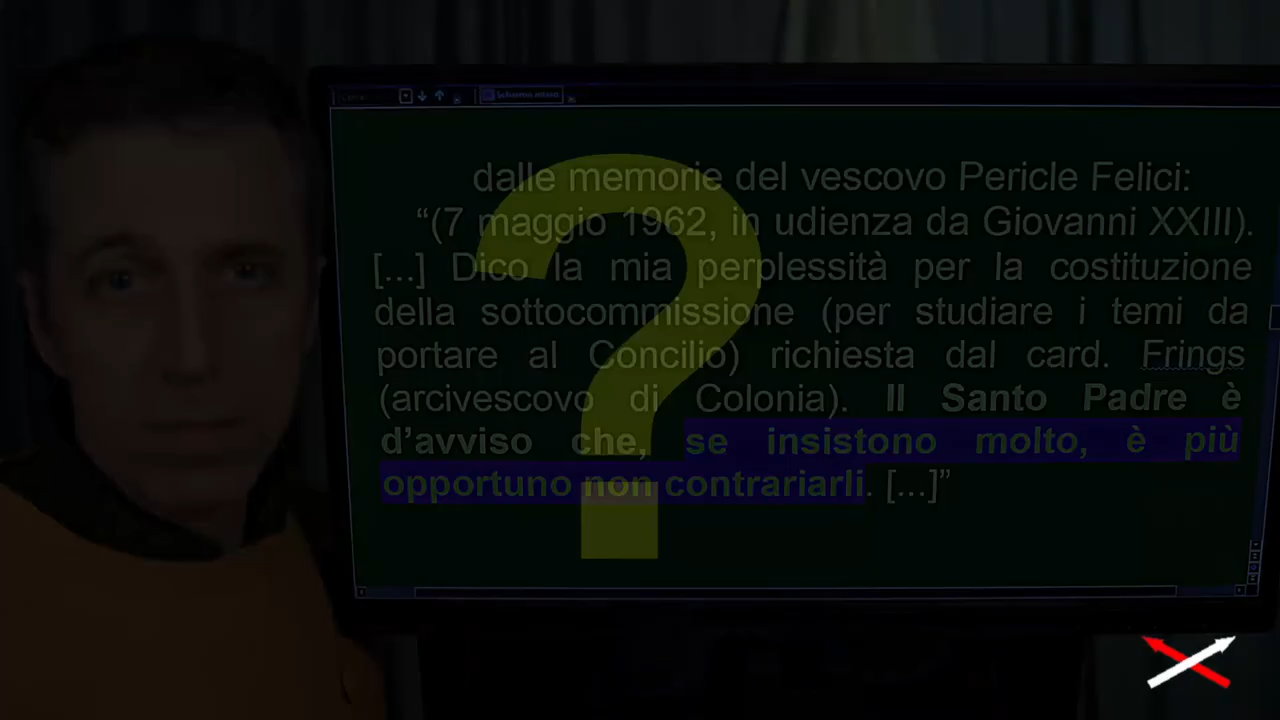 Schermo intero
dalle memorie del vescovo Pericle Felici:
“(7 maggio 1962, in udienza da Giovanni XXIII).
[...] Dico la mia perplessità per la costituzione
della sottocommissione (per studiare i temi da
portare al Concilio) richiesta dal card. Frings
(arcivescovo di Colonia). Il Santo Padre è
d’avviso che, se insistono molto, è più
opportuno non contrariarli. [...]”
?